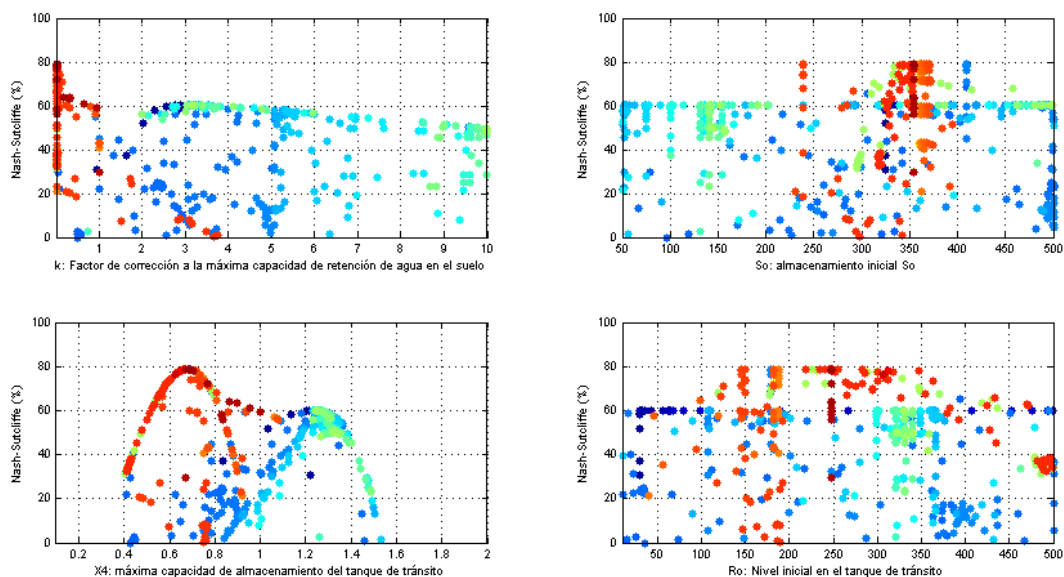 100
80
60
40
20
0
Nash-Sutcliffe (%)
0 1 2 3 4 5 6 7 8 9 10
k: Factor de corrección a la máxima capacidad de retención de agua en el suelo
100
80
60
40
20
0
Nash-Sutcliffe (%)
50 100 150 200 250 300 350 400 450 500
So: almacenamiento inicial So
100
80
60
40
20
0
Nash-Sutcliffe (%)
0.2 0.4 0.6 0.8 1 1.2 1.4 1.6 1.8 2
X4: máxima capacidad de almacenamiento del tanque de tránsito
100
80
60
40
20
0
Nash-Sutcliffe (%)
50 100 150 200 250 300 350 400 450 500
Ro: Nivel inicial en el tanque de tránsito